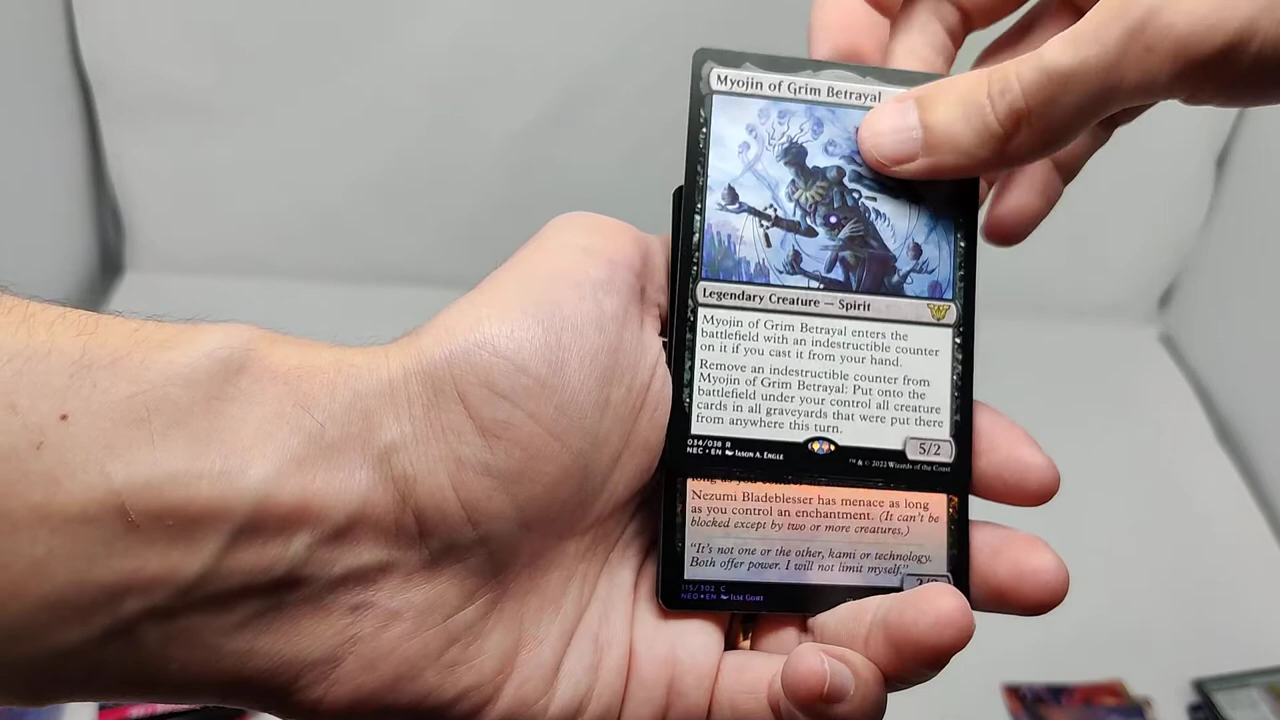 Myojin of Grim Betrayal
Legendary Creature — Spirit
Myojin of Grim Betrayal enters the
battlefield with an indestructible counter
on it if you cast it from your hand.
Remove an indestructible counter from
Myojin of Grim Betrayal: Put onto the
battlefield under your control all creature
cards in all graveyards that were put there
from anywhere this turn.
5/2
034/038 R
NEC • EN Jason A. Engle
™ & © 2022 Wizards of the Coast
Nezumi Bladeblesser has menace as long
as you control an enchantment. (It can't be
blocked except by two or more creatures.)
"It's not one or the other, kami or technology.
Both offer power. I will not limit myself."
115/302 C
NEO ★ EN Ilse Gort